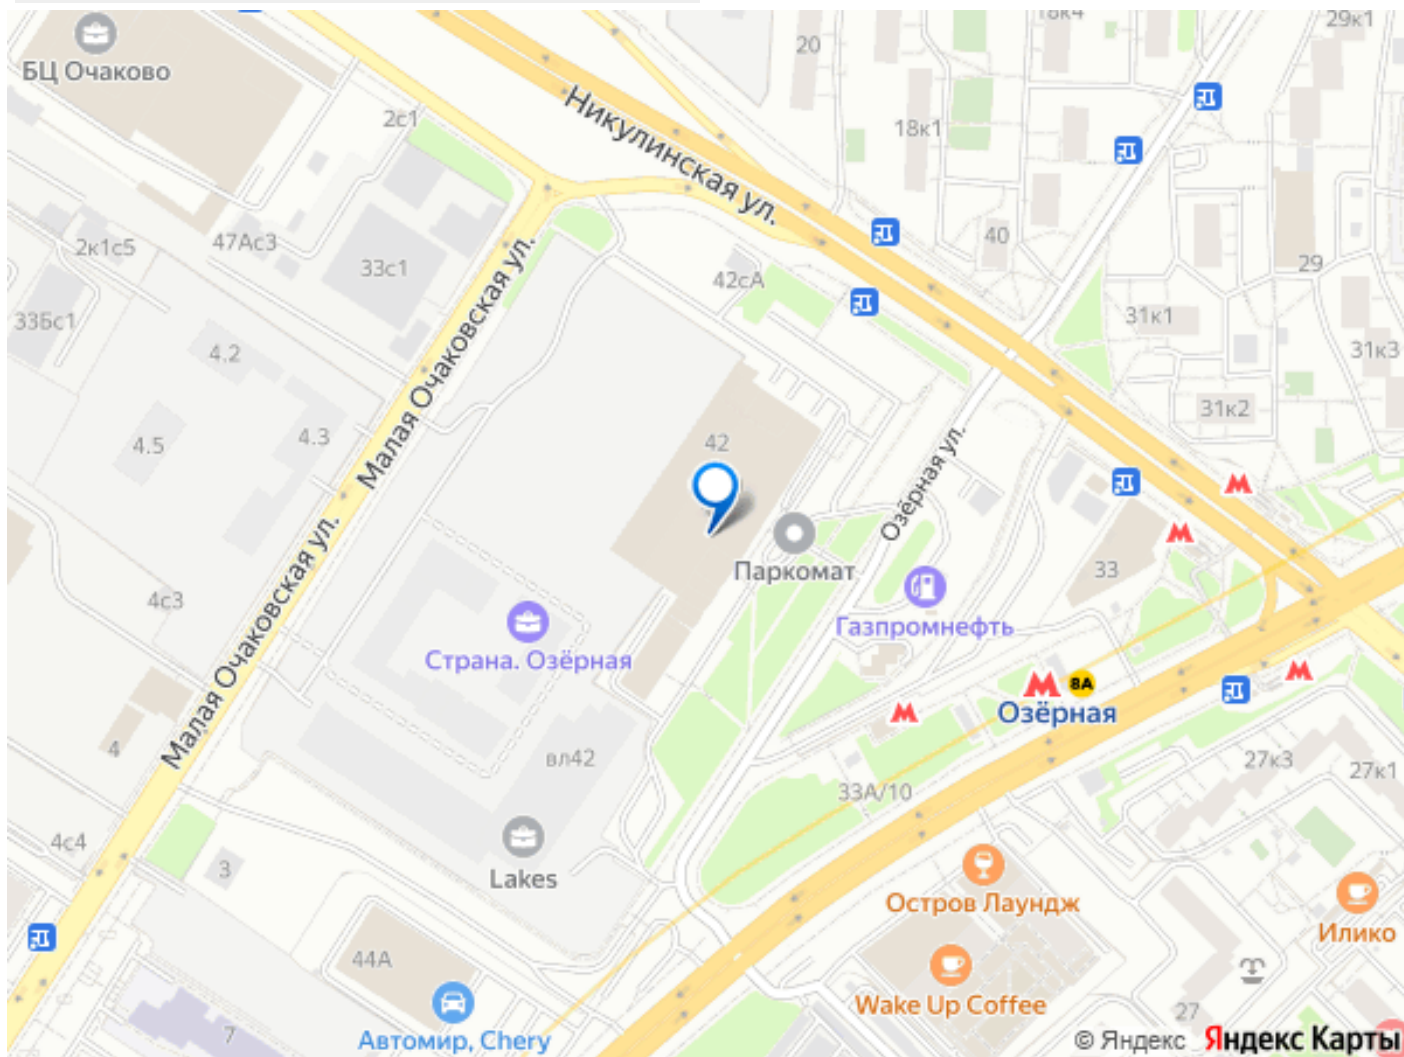 БЦ Очаково
2с1
20
18к4
29к1
18к1
Никулинская ул.
40
29
2к1с5
47Ас3
33с1
42сА
33Бс1
4.2
31к1
31к3
31к2
4.5
4.3
Малая Очаковская ул.
42
Озёрная ул.
Паркомат
33
4с3
Газпромнефть
Страна. Озёрная
8А
Озёрная
Малая Очаковская ул.
4
вл42
33А/10
27к3
27к1
4с4
3
Lakes
Остров Лаундж
Илико
44А
Wake Up Coffee
27
7
Автомир, Chery
© Яндекс Яндекс Карты